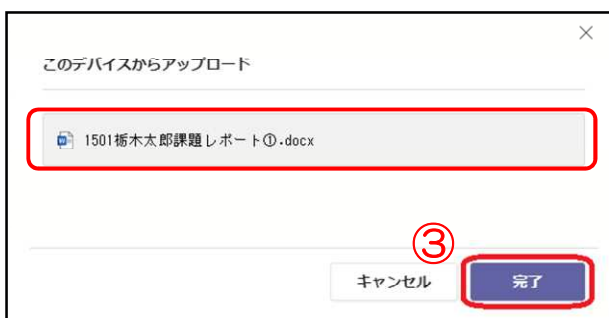 ×
このデバイスからアップロード
1501栃木太郎課題レポート①.docx
③
キャンセル 完了